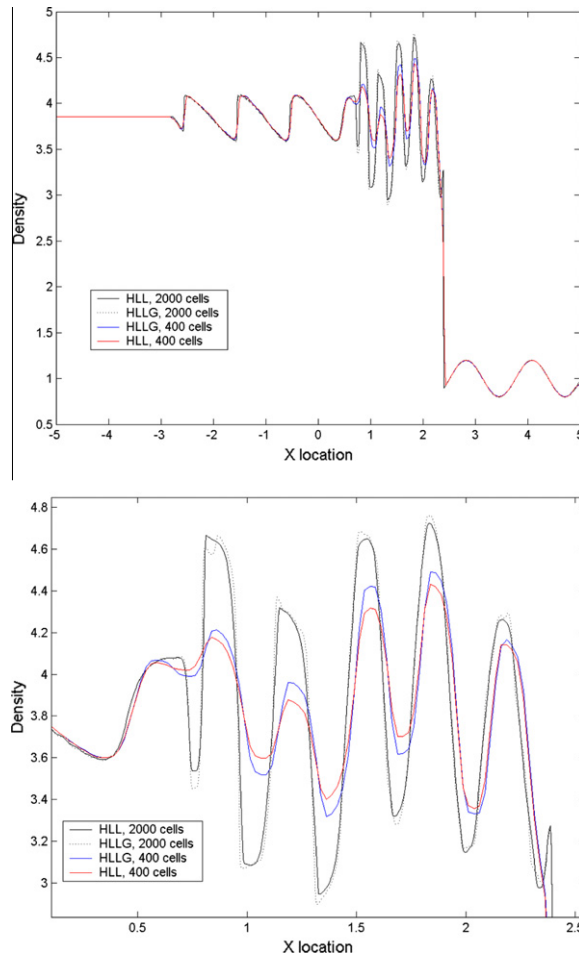 5
4.5
4
3.5
3
2.5
2
1.5
1
0.5
Density
HLL, 2000 cells
HLLG, 2000 cells
HLLG, 400 cells
HLL, 400 cells
-5 -4 -3 -2 -1 0 1 2 3 4 5
X location
4.8
4.6
4.4
4.2
4
3.8
3.6
3.4
3.2
3
Density
HLL, 2000 cells
HLLG, 2000 cells
HLLG, 400 cells
HLL, 400 cells
0.5 1 1.5 2 2.5
X location